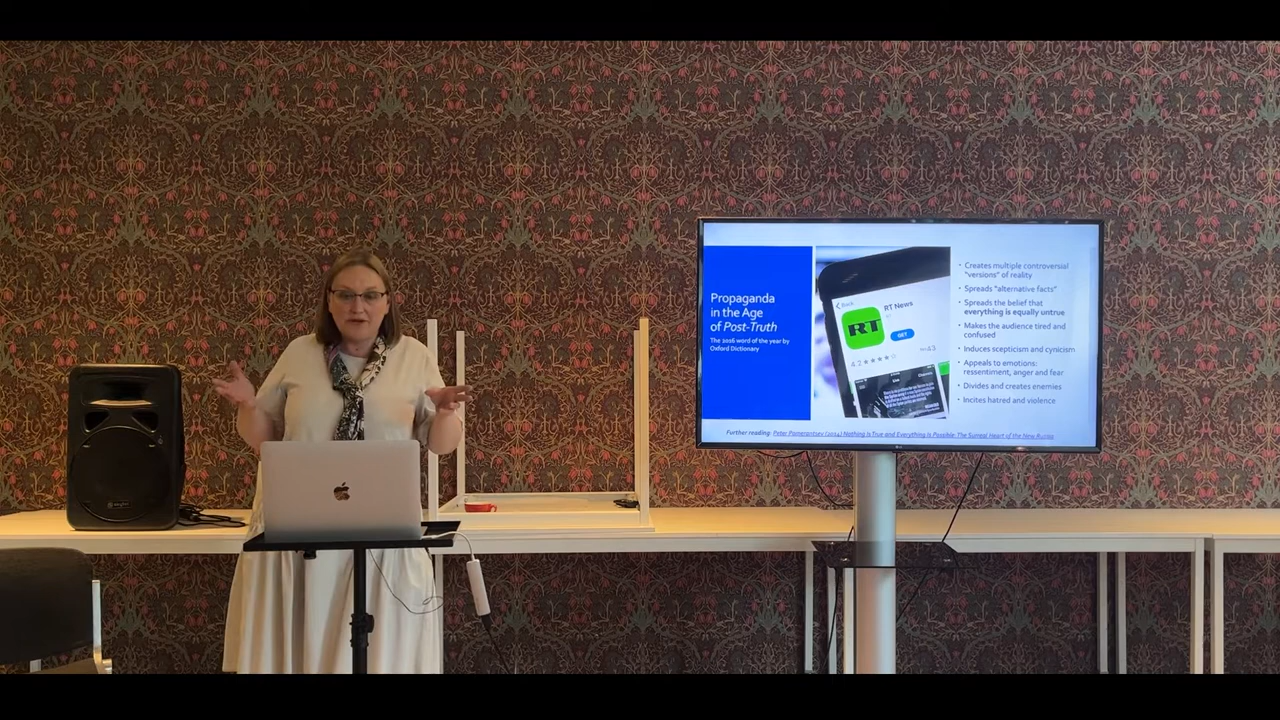 Propaganda
in the Age
of Post-Truth
The 2016 word of the year by
Oxford Dictionary
Back
RT News
RT
GET
• Creates multiple controversial
"versions" of reality
• Spreads "alternative facts"
• Spreads the belief that
everything is equally untrue
• Makes the audience tired and
confused
• Induces scepticism and cynicism
• Appeals to emotions:
ressentiment, anger and fear
• Divides and creates enemies
• Incites hatred and violence
Further reading: Peter Pomerantsev (2014) Nothing Is True and Everything Is Possible: The Surreal Heart of the New Russia